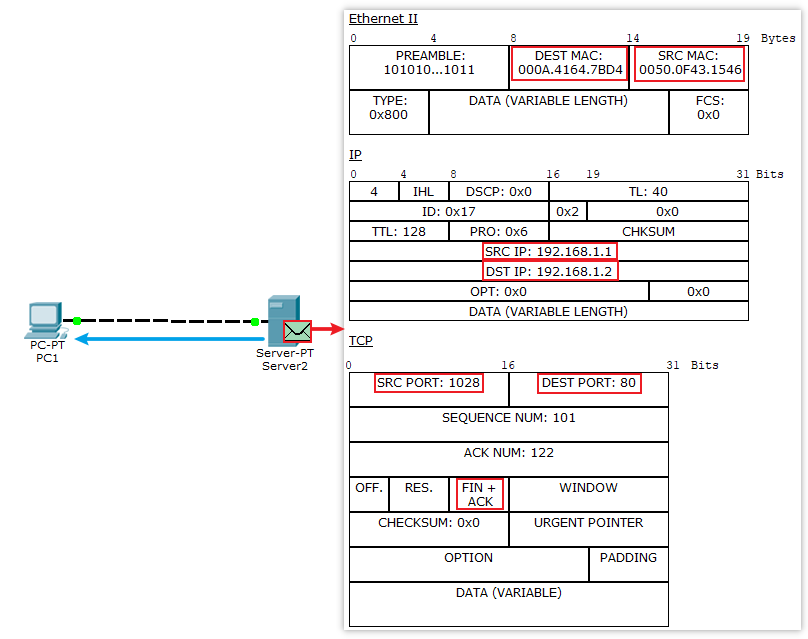 Ethernet II
0 4 8 14 19 Bytes
PREAMBLE: DEST MAC: SRC MAC:
101010...1011 000A.4164.7BD4 0050.0F43.1546
TYPE: DATA (VARIABLE LENGTH) FCS:
0x800 0x0
IP
0 4 8 16 19 31 Bits
4 IHL DSCP: 0x0 TL: 40
ID: 0x17 0x2 0x0
TTL: 128 PRO: 0x6 CHKSUM
SRC IP: 192.168.1.1
DST IP: 192.168.1.2
OPT: 0x0 0x0
DATA (VARIABLE LENGTH)
PC-PT
PC1
Server-PT
Server2
TCP
0 16 31 Bits
SRC PORT: 1028 DEST PORT: 80
SEQUENCE NUM: 101
ACK NUM: 122
OFF. RES. FIN + WINDOW
ACK
CHECKSUM: 0x0 URGENT POINTER
OPTION PADDING
DATA (VARIABLE)